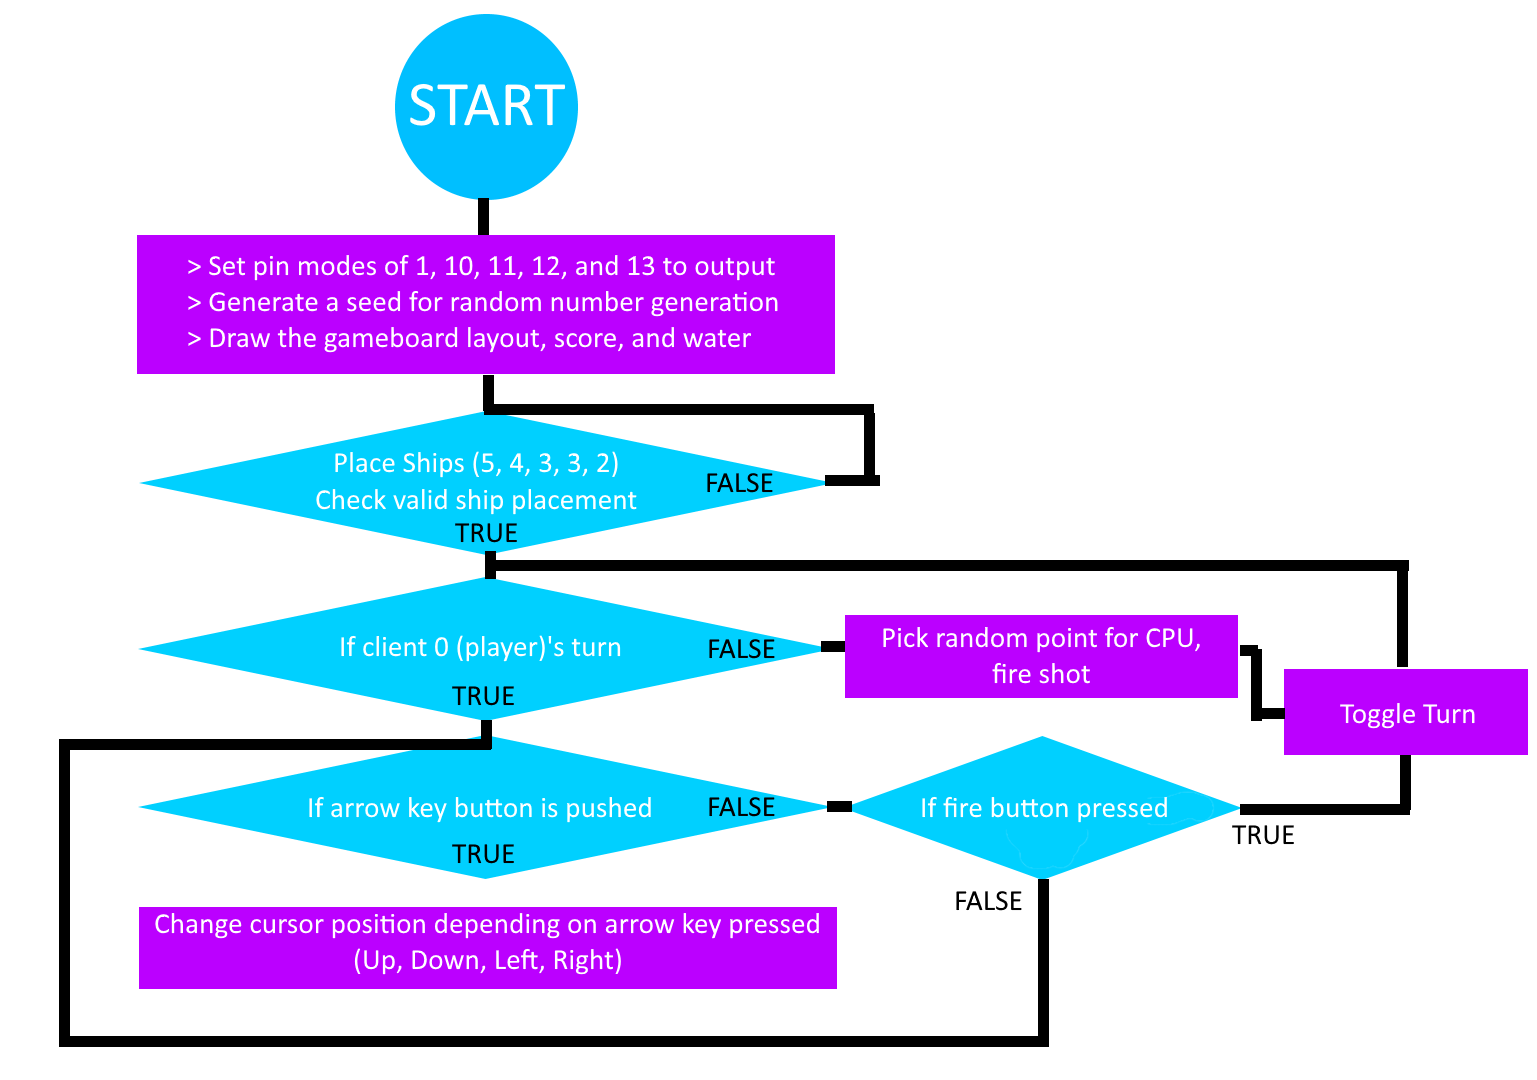 START
> Set pin modes of 1, 10, 11, 12, and 13 to output
> Generate a seed for random number generation
> Draw the gameboard layout, score, and water
Place Ships (5, 4, 3, 3, 2)
Check valid ship placement
FALSE
TRUE
If client 0 (player)'s turn
FALSE
TRUE
Pick random point for CPU,
fire shot
Toggle Turn
If arrow key button is pushed
FALSE
TRUE
If fire button pressed
TRUE
FALSE
Change cursor position depending on arrow key pressed
(Up, Down, Left, Right)